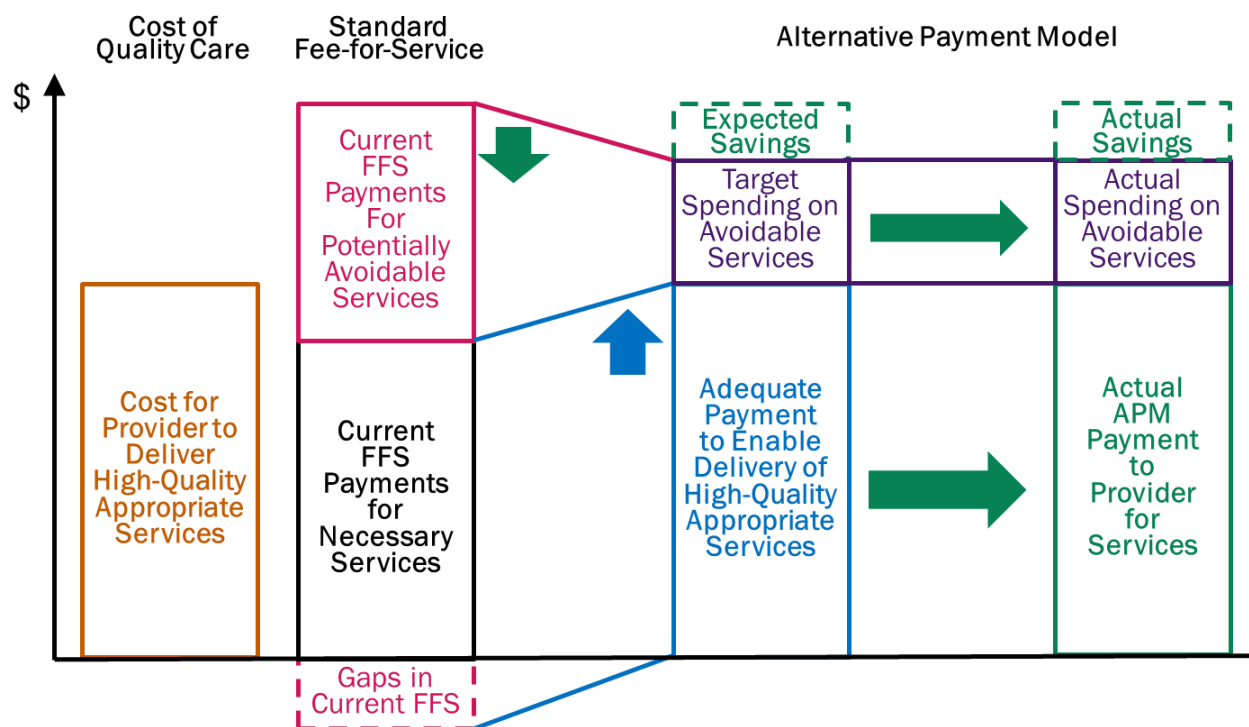 Cost of
Quality Care
Standard
Fee-for-Service
Alternative Payment Model
$
Current
FFS
Payments
For
Potentially
Avoidable
Services
Expected
Savings
Actual
Savings
Target
Spending on
Avoidable
Services
Actual
Spending on
Avoidable
Services
Cost for
Provider to
Deliver
High-Quality
Appropriate
Services
Current
FFS
Payments
for
Necessary
Services
Adequate
Payment
to Enable
Delivery of
High-Quality
Appropriate
Services
Actual
APM
Payment
to
Provider
for
Services
Gaps in
Current FFS